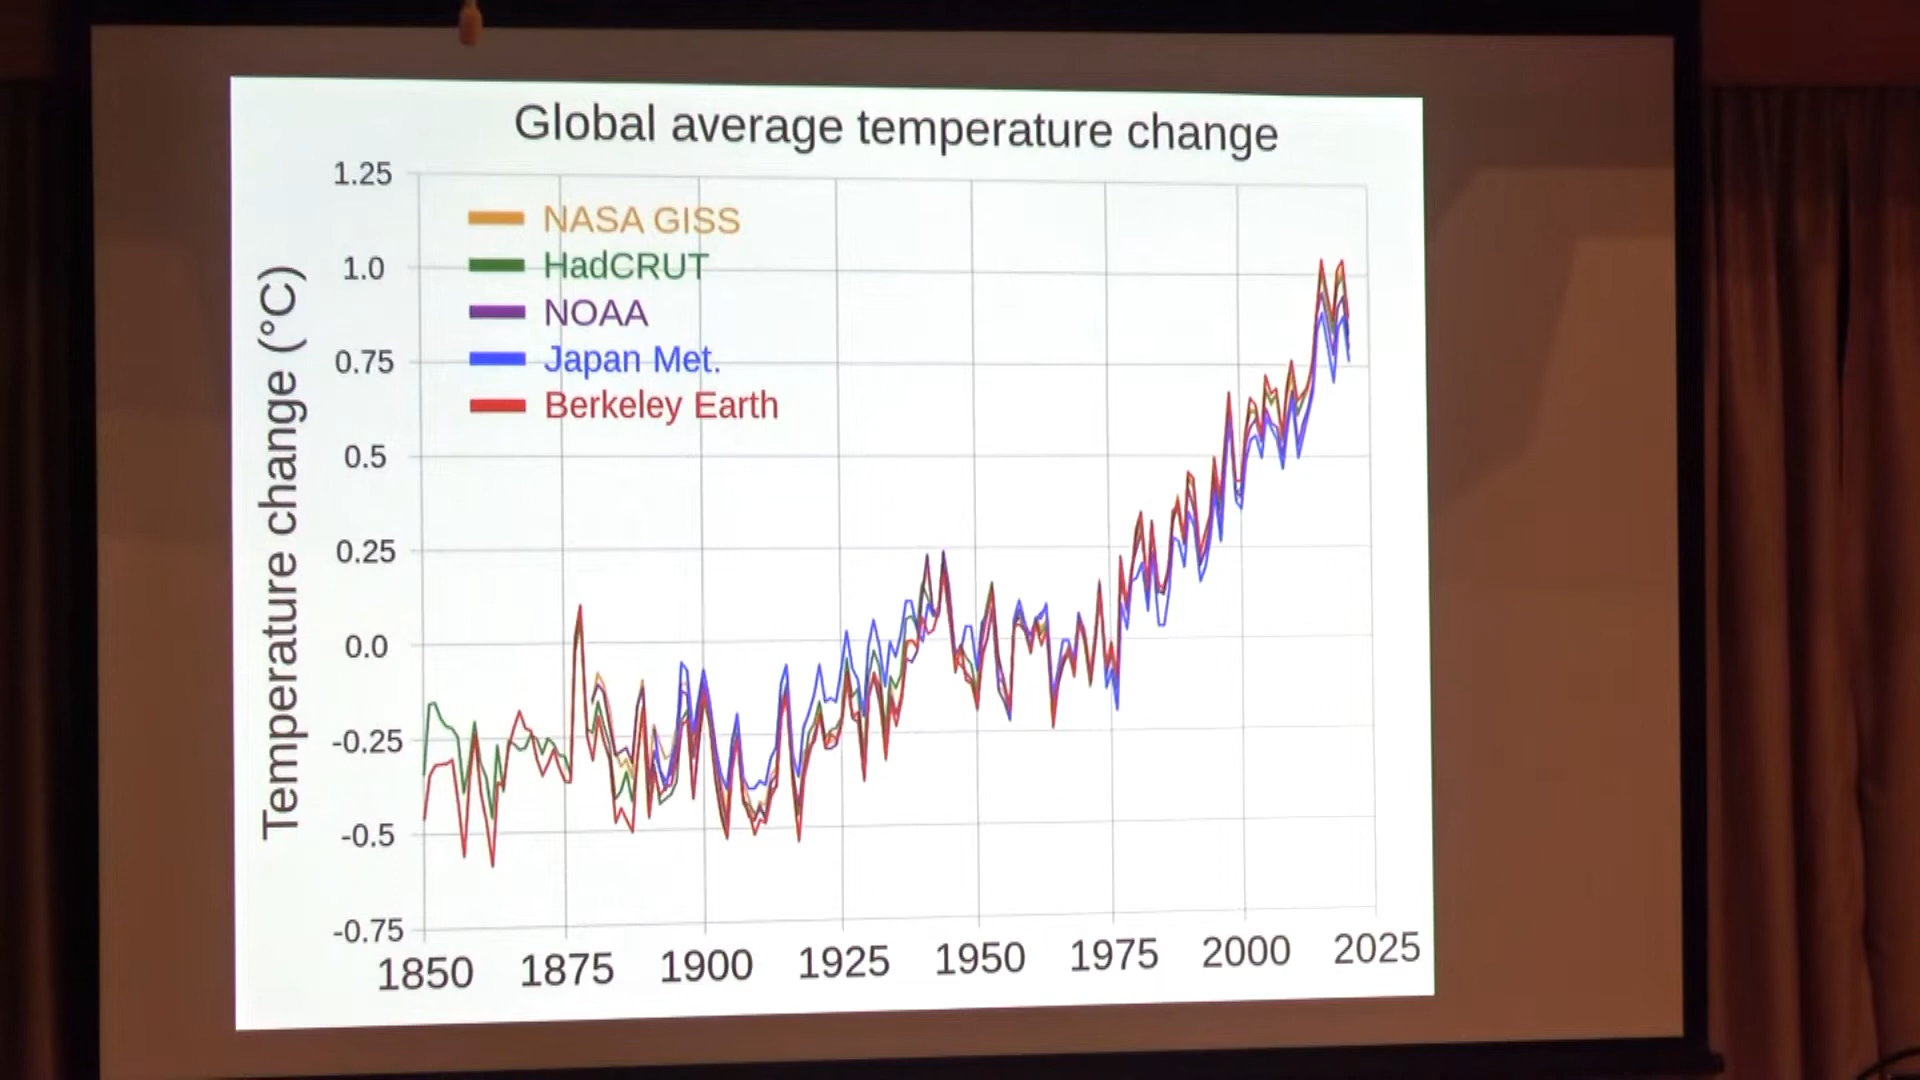 Global average temperature change
Temperature change (°C)
1.25
1.0
0.75
0.5
0.25
0.0
-0.25
-0.5
-0.75
NASA GISS
HadCRUT
NOAA
Japan Met.
Berkeley Earth
1850 1875 1900 1925 1950 1975 2000 2025